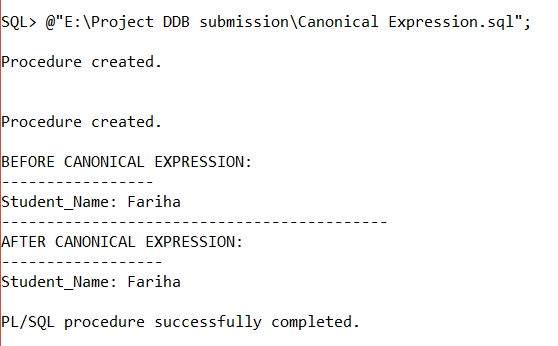 SQL> @"E:\Project DDB submission\Canonical Expression.sql";
Procedure created.
Procedure created.
BEFORE CANONICAL EXPRESSION:
-----------------
Student_Name: Fariha
-------------------------------------------
AFTER CANONICAL EXPRESSION:
------------------
Student_Name: Fariha
PL/SQL procedure successfully completed.